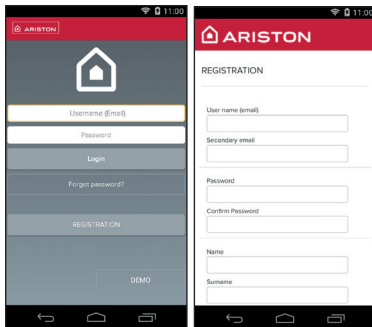 11:00
ARISTON
Username (Email)
Password
Login
Forgot password?
REGISTRATION
DEMO
11:00
ARISTON
REGISTRATION
User name (email)
Secondary email
Password
Confirm Password
Name
Surname